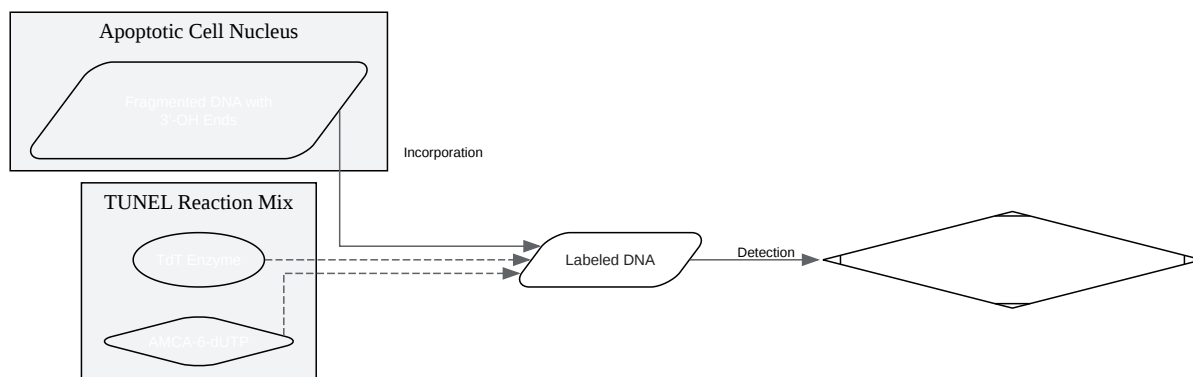 Apoptotic Cell Nucleus
Fragmented DNA with
3'-OH Ends
Incorporation
TUNEL Reaction Mix
TdT Enzyme
Labeled DNA
Detection
AMCA-6-dUTP